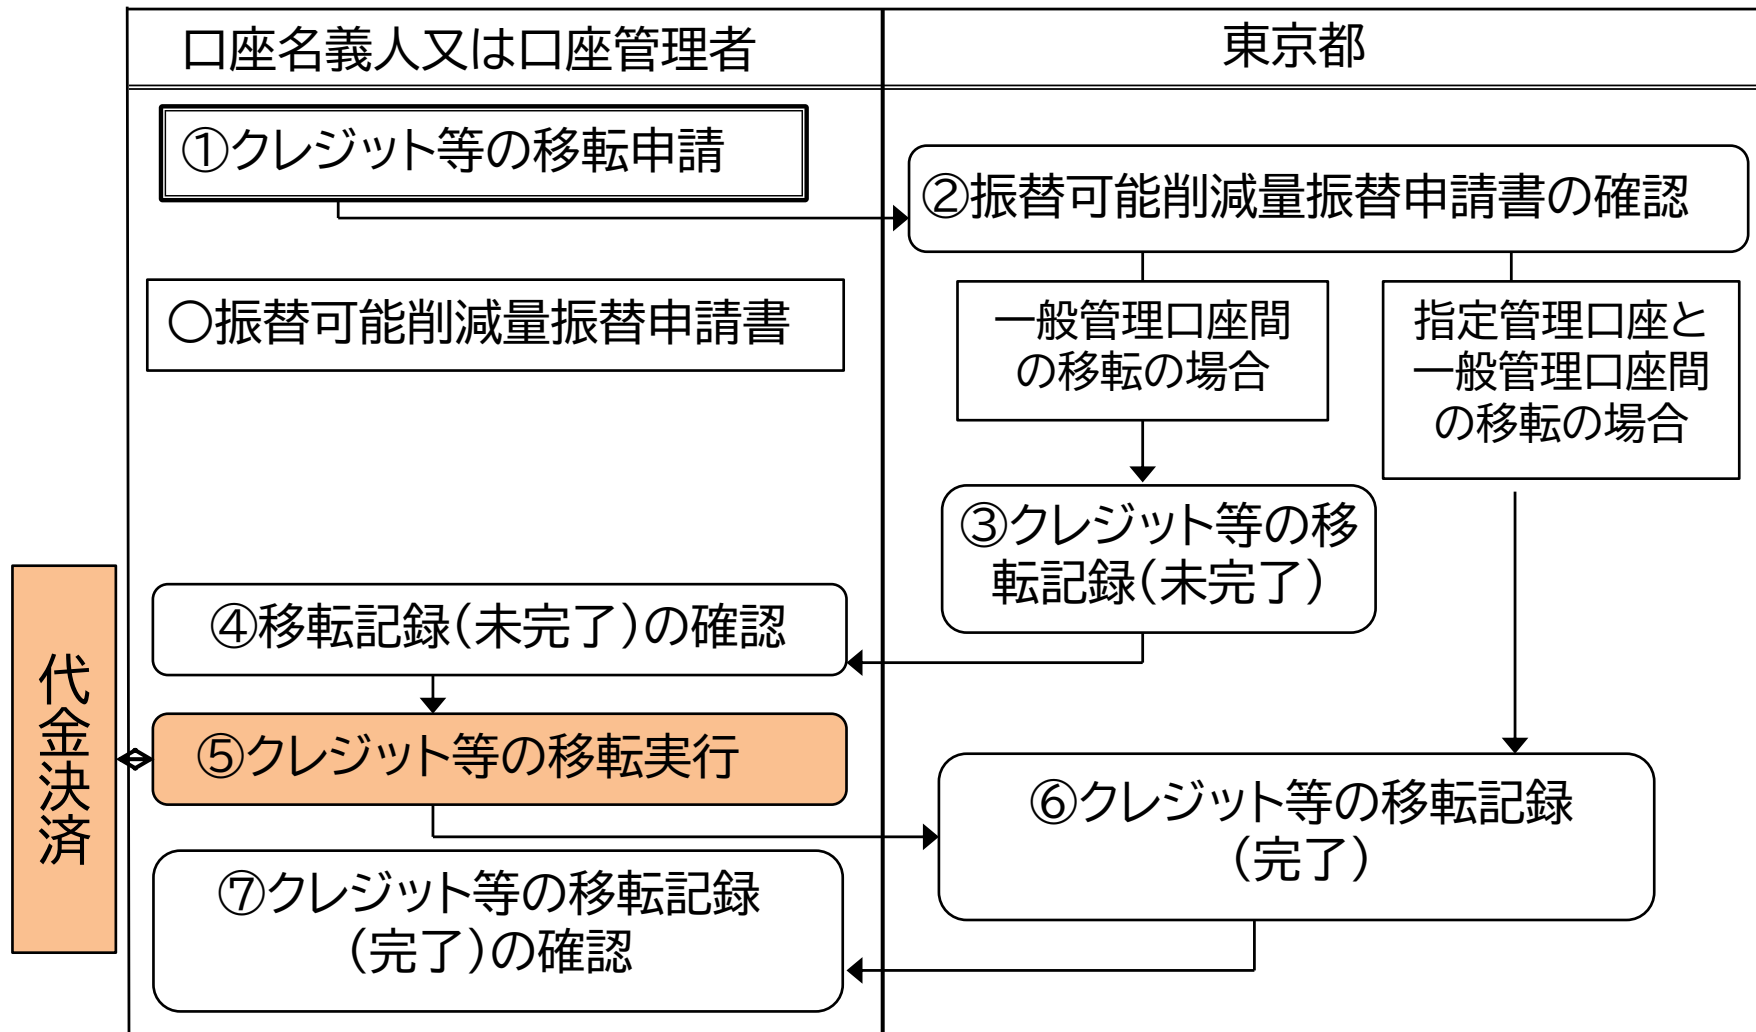 口座名義人又は口座管理者
東京都
①クレジット等の移転申請
②振替可能削減量振替申請書の確認
〇振替可能削減量振替申請書
一般管理口座間
の移転の場合
指定管理口座と
一般管理口座間
の移転の場合
③クレジット等の移
転記録(未完了)
④移転記録(未完了)の確認
代金決済
⑤クレジット等の移転実行
⑥クレジット等の移転記録
(完了)
⑦クレジット等の移転記録
(完了)の確認